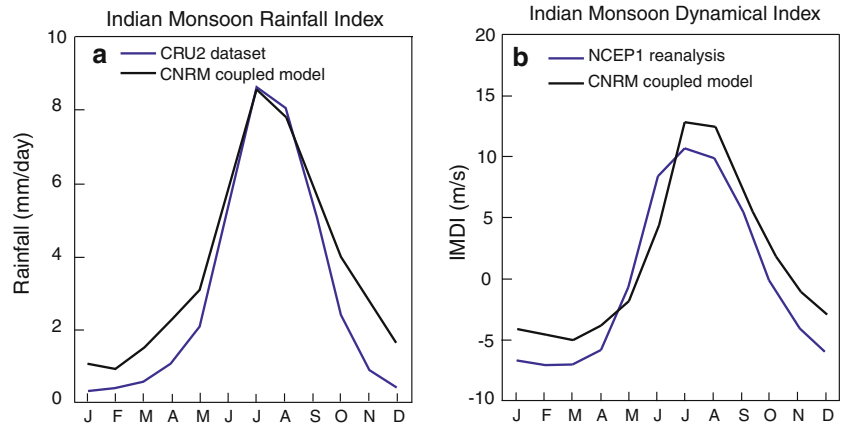 Indian Monsoon Rainfall Index
a
CRU2 dataset
CNRM coupled model
Rainfall (mm/day)
10
8
6
4
2
0
J F M A M J J A S O N D
Indian Monsoon Dynamical Index
b
NCEP1 reanalysis
CNRM coupled model
IMDI (m/s)
20
15
10
5
0
-5
-10
J F M A M J J A S O N D